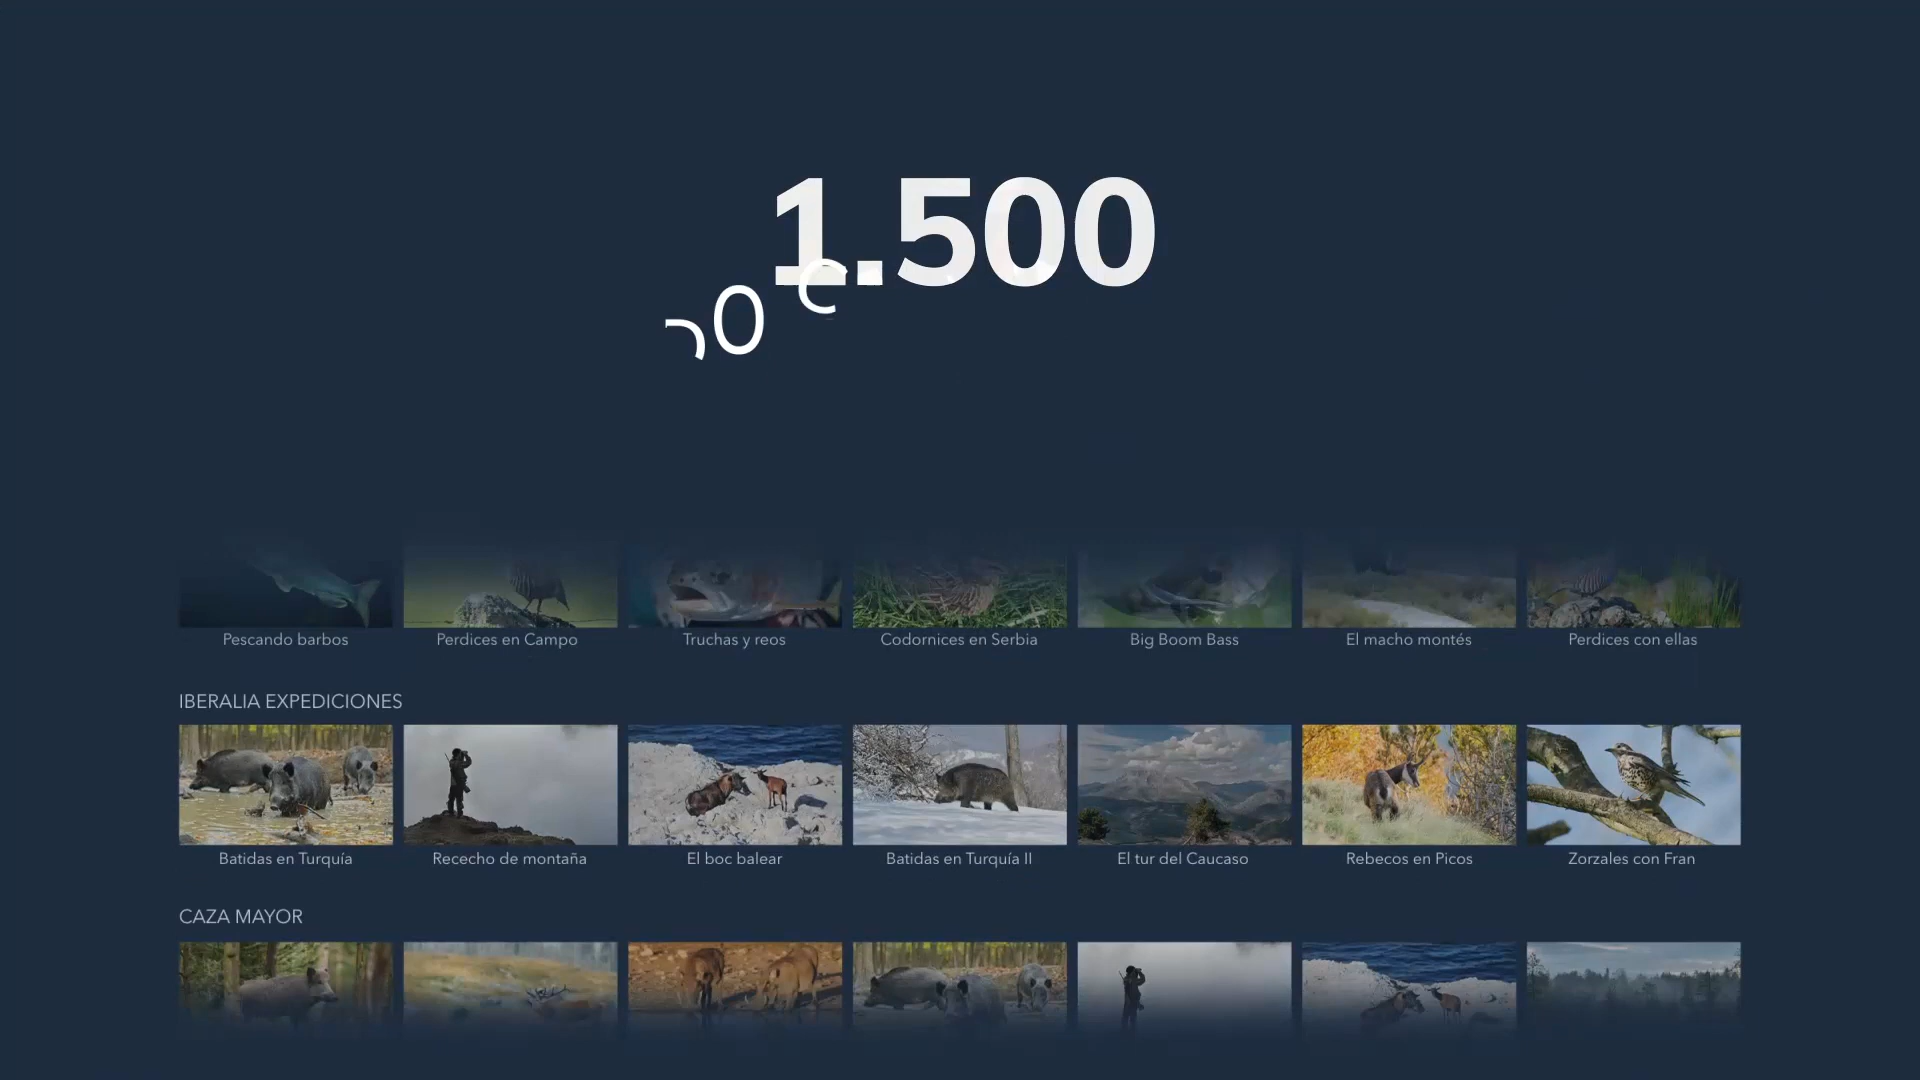 1.500
Pescando barbos
Perdices en Campo
Truchas y reos
Codornices en Serbia
Big Boom Bass
El macho montés
Perdices con ellas
IBERALIA EXPEDICIONES
Batidas en Turquía
Rececho de montaña
El boc balear
Batidas en Turquía II
El tur del Caucaso
Rebecos en Picos
Zorzales con Fran
CAZA MAYOR